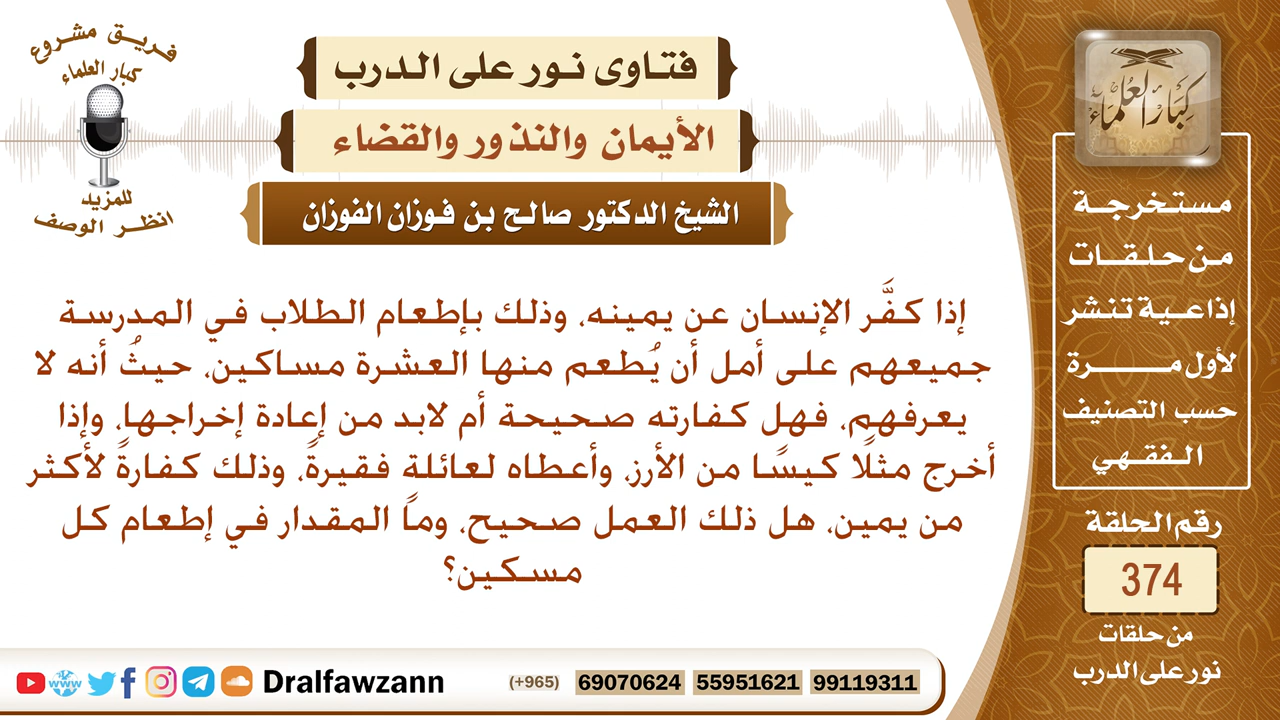 فريق مشروع
كبار العلماء
للمزيد
انظر الوصف
فتاوى نور على الدرب
الأيمان والنذور والقضاء
الشيخ الدكتور صالح بن فوزان الفوزان
إذا كفَّر الإنسان عن يمينه، وذلك بإطعام الطلاب في المدرسة
جميعهم على أمل أن يُطعم منها العشرة مساكين، حيثُ أنه لا
يعرفهم، فهل كفارته صحيحة أم لابد من إعادة إخراجها، وإذا
أخرج مثلًا كيسًا من الأرز، وأعطاه لعائلة فقيرةً، وذلك كفارةً لأكثر
من يمين، هل ذلك العمل صحيح، وماً المقدار في إطعام كل
مسكين؟
كبار العلماء
مستخرجة
من حلقات
إذاعية تنشر
لأول مرة
حسب التصنيف
الفقهي
رقم الحلقة
374
من حلقات
نور على الدرب
www
Dralfawzann
(+965) 69070624 55951621 99119311